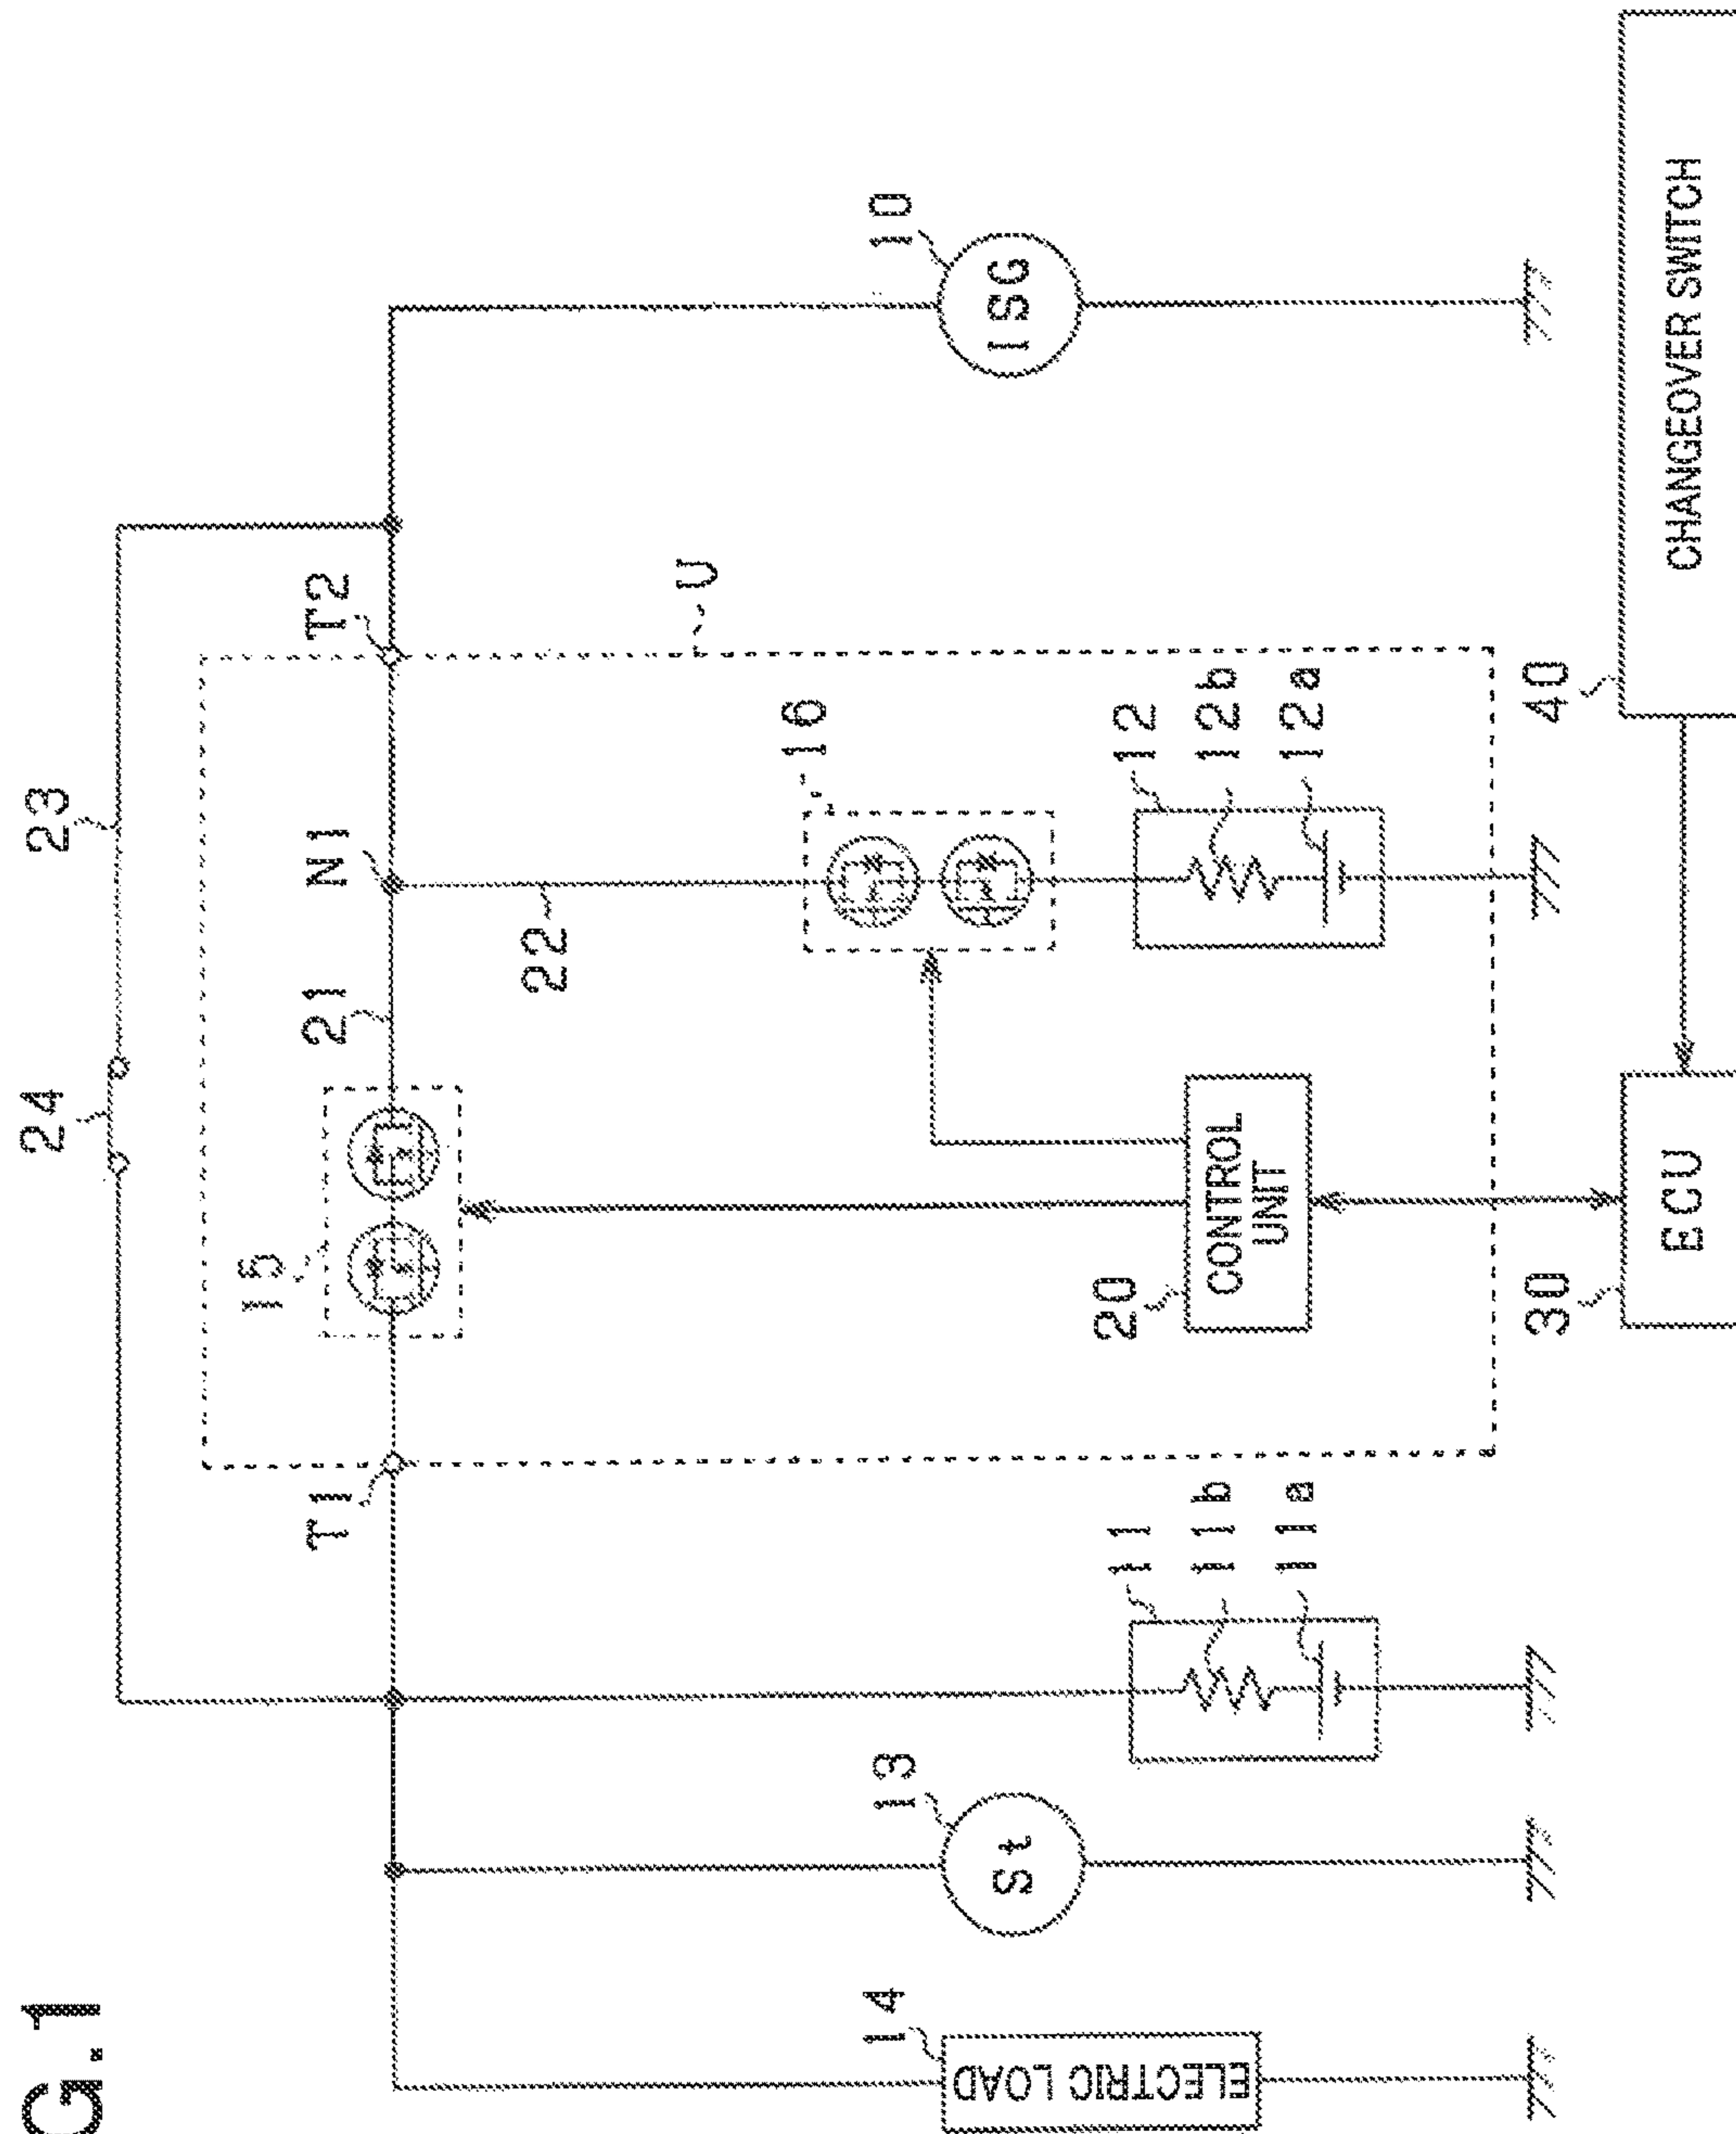 G.1
24
23
15
21
N1
T1
T2
U
22
16
14
ELECTRIC LOAD
13
St
11
11b
11a
20
CONTROL
UNIT
12
12b
12a
10
ISG
30
ECU
40
CHANGEOVER SWITCH